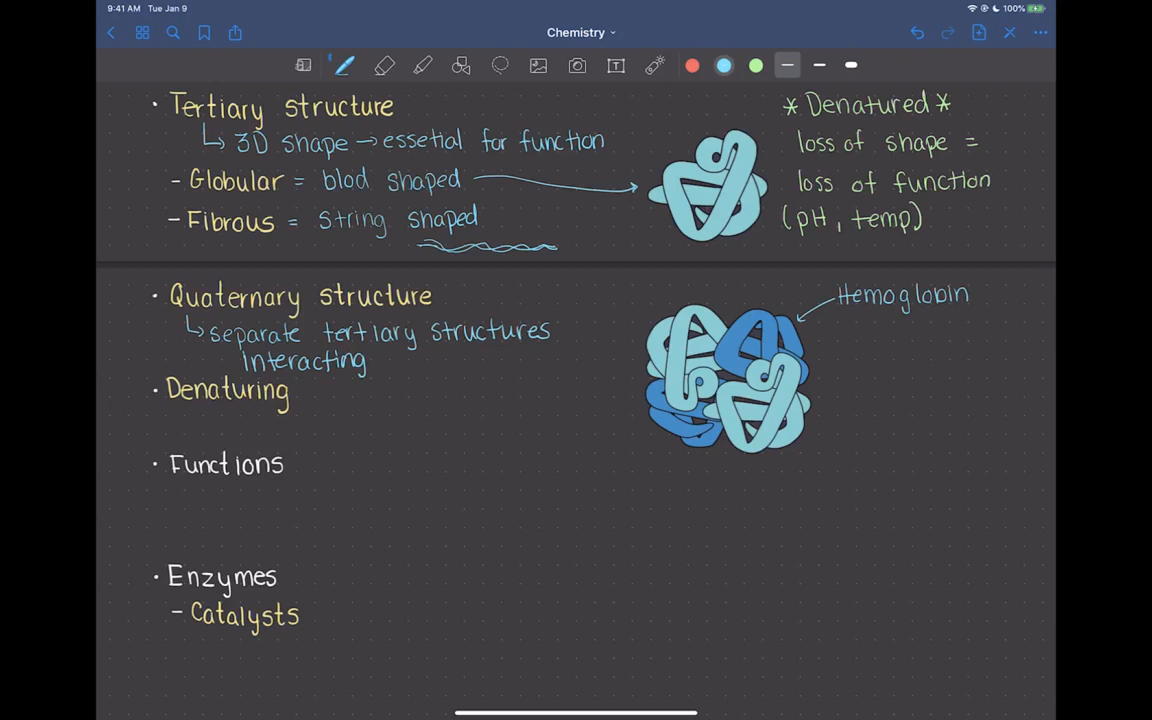 9:41 AM Tue Jan 9
100%
Chemistry
• Tertiary structure
↳ 3D shape → essetial for function
- Globular = blod shaped
- Fibrous = string shaped
* Denatured *
loss of shape =
loss of function
(pH, temp)
• Quaternary structure
↳ separate tertiary structures
interacting
Hemoglobin
• Denaturing
• Functions
• Enzymes
- Catalysts